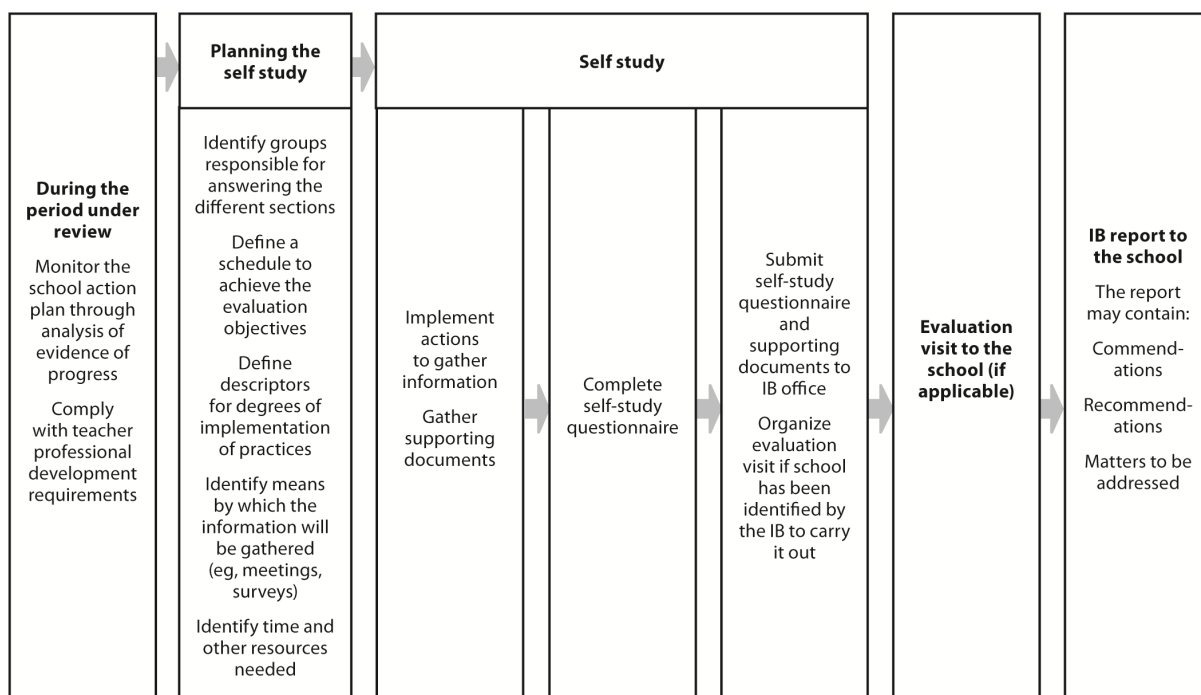 During the
period under
review
Monitor the
school action
plan through
analysis of
evidence of
progress
Comply
with teacher
professional
development
requirements
Planning the
self study
Identify groups
responsible for
answering the
different sections
Define a
schedule to
achieve the
evaluation
objectives
Define
descriptors
for degrees of
implementation
of practices
Identify means
by which the
information will
be gathered
(eg, meetings,
surveys)
Identify time and
other resources
needed
Self study
Implement
actions
to gather
information
Gather
supporting
documents
Complete
self-study
questionnaire
Submit
self-study
questionnaire
and
supporting
documents to
IB office
Organize
evaluation
visit if school
has been
identified by
the IB to carry
it out
Evaluation
visit to the
school (if
applicable)
IB report to
the school
The report
may contain:
Commend-
ations
Recommend-
ations
Matters to be
addressed